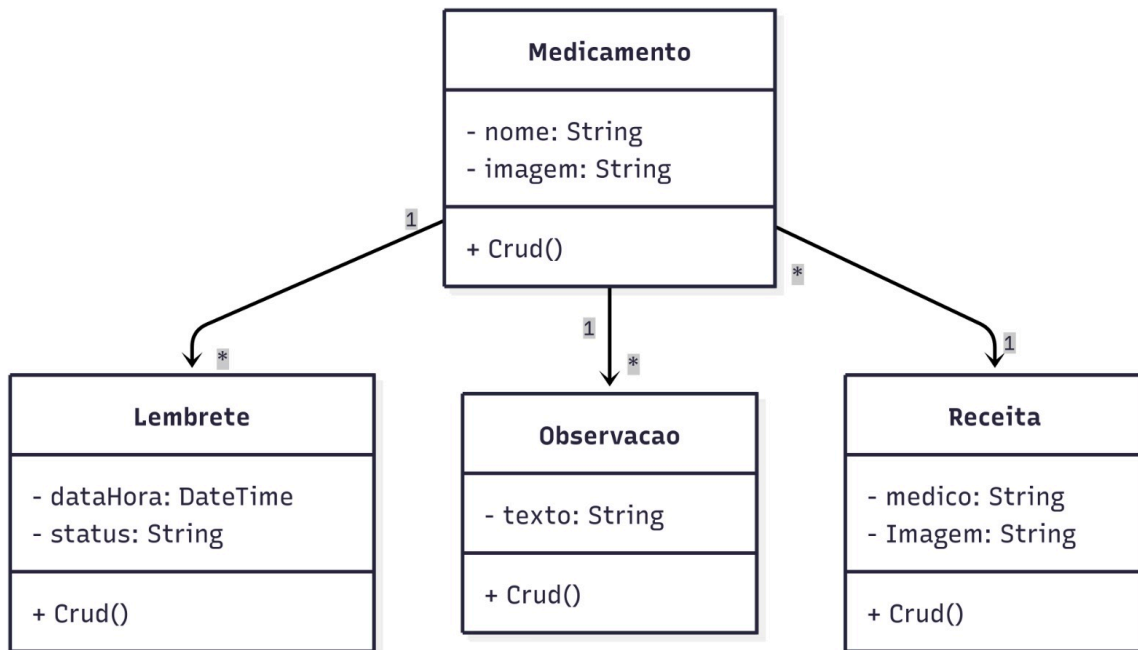 Medicamento
- nome: String
- imagem: String
+ Crud()
1
*
1
*
*
1
Lembrete
- dataHora: DateTime
- status: String
+ Crud()
Observacao
- texto: String
+ Crud()
Receita
- medico: String
- Imagem: String
+ Crud()